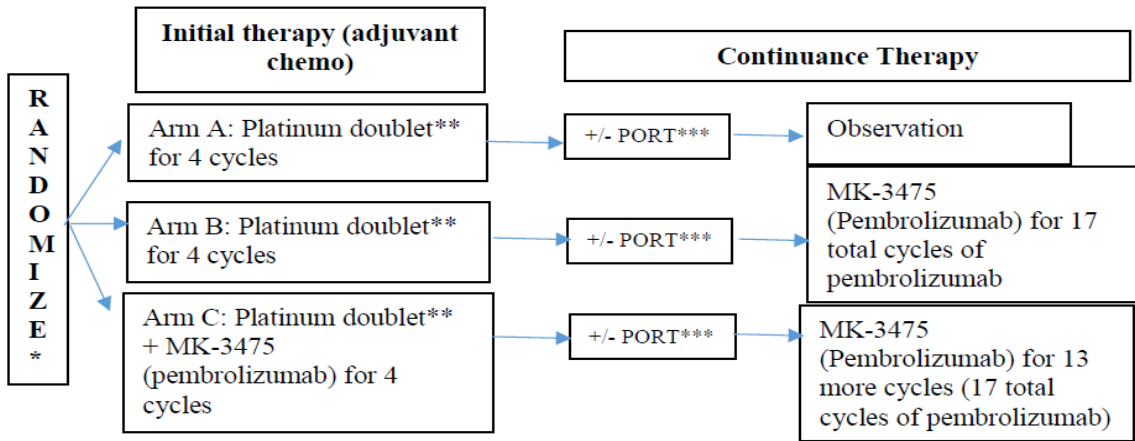 Initial therapy (adjuvant
chemo)
Continuance Therapy
R
A
N
D
O
M
I
Z
E
*
Arm A: Platinum doublet**
for 4 cycles
+/- PORT***
Observation
Arm B: Platinum doublet**
for 4 cycles
+/- PORT***
MK-3475
(Pembrolizumab) for 17
total cycles of
pembrolizumab
Arm C: Platinum doublet**
+ MK-3475
(pembrolizumab) for 4
cycles
+/- PORT***
MK-3475
(Pembrolizumab) for 13
more cycles (17 total
cycles of pembrolizumab)